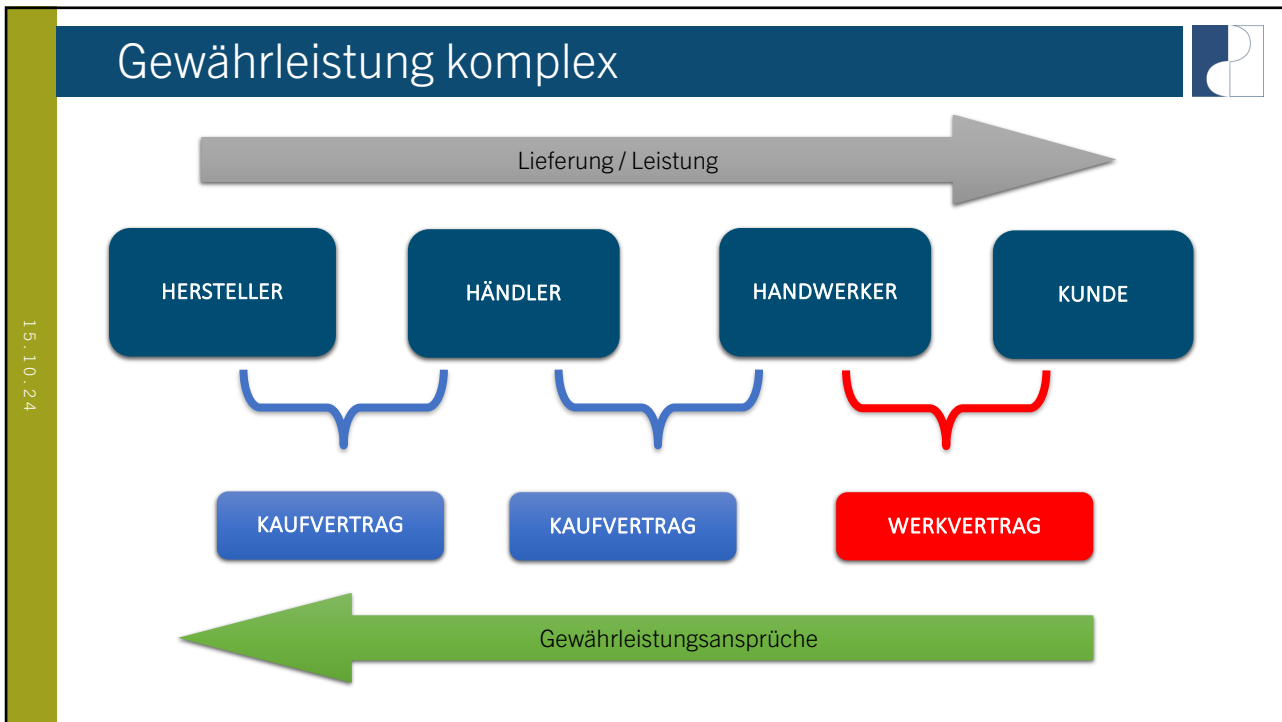 Gewährleistung komplex
Lieferung / Leistung
HERSTELLER
HÄNDLER
HANDWERKER
KUNDE
15.10.24
KAUFVERTRAG
KAUFVERTRAG
WERKVERTRAG
Gewährleistungsansprüche